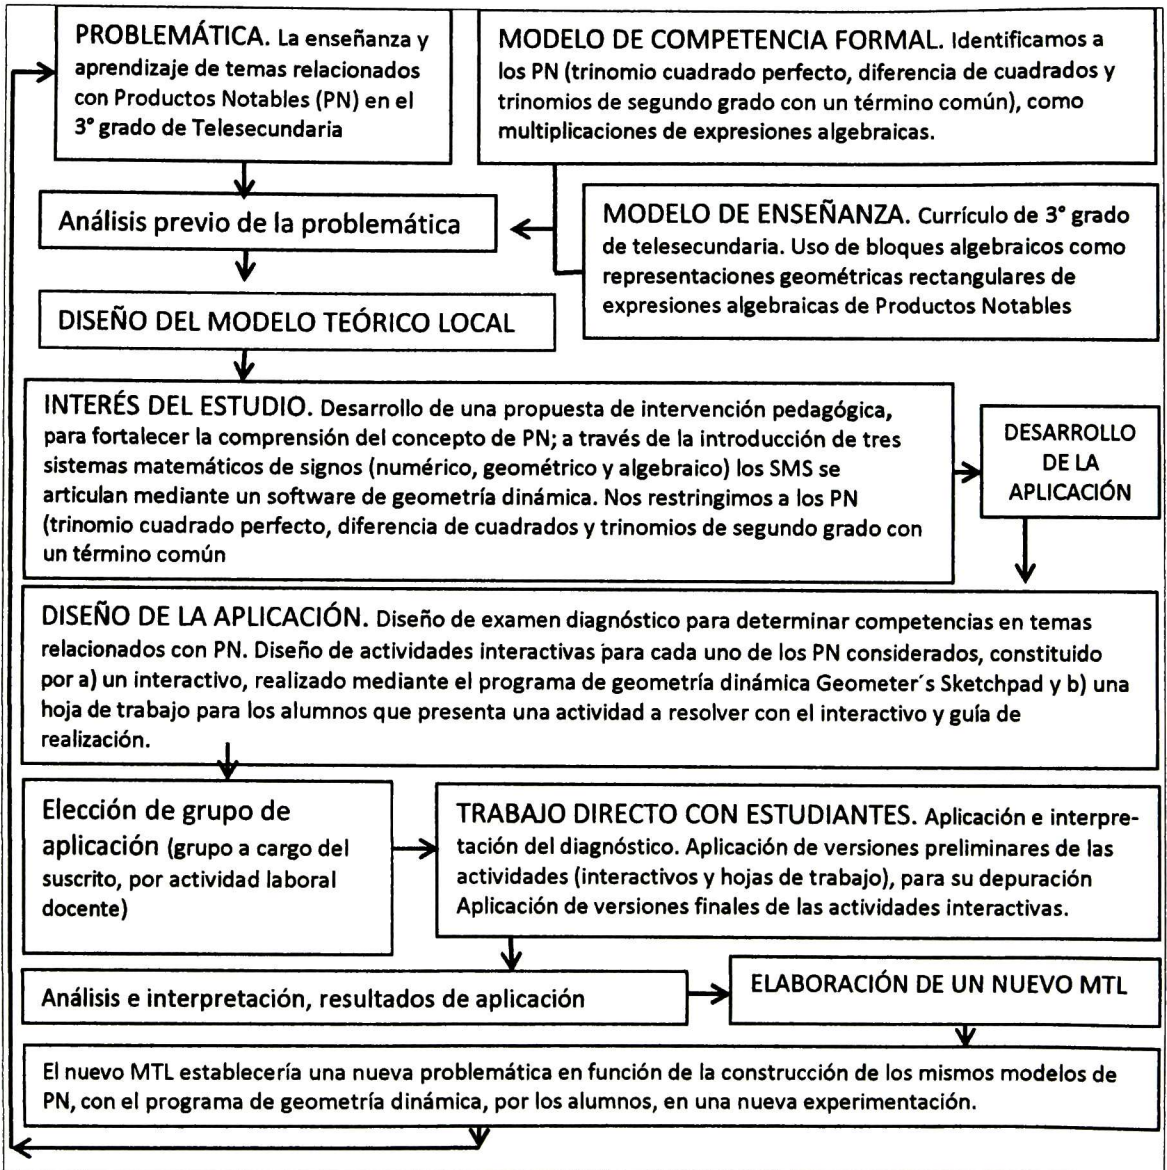 PROBLEMÁTICA. La enseñanza y
aprendizaje de temas relacionados
con Productos Notables (PN) en el
3° grado de Telesecundaria
MODELO DE COMPETENCIA FORMAL. Identificamos a
los PN (trinomio cuadrado perfecto, diferencia de cuadrados y
trinomios de segundo grado con un término común), como
multiplicaciones de expresiones algebraicas.
Análisis previo de la problemática
MODELO DE ENSEÑANZA. Currículo de 3° grado
de telesecundaria. Uso de bloques algebraicos como
representaciones geométricas rectangulares de
expresiones algebraicas de Productos Notables
DISEÑO DEL MODELO TEÓRICO LOCAL
INTERÉS DEL ESTUDIO. Desarrollo de una propuesta de intervención pedagógica,
para fortalecer la comprensión del concepto de PN; a través de la introducción de tres
sistemas matemáticos de signos (numérico, geométrico y algebraico) los SMS se
articulan mediante un software de geometría dinámica. Nos restringimos a los PN
(trinomio cuadrado perfecto, diferencia de cuadrados y trinomios de segundo grado con
un término común
DESARROLLO
DE LA
APLICACIÓN
DISEÑO DE LA APLICACIÓN. Diseño de examen diagnóstico para determinar competencias en temas
relacionados con PN. Diseño de actividades interactivas para cada uno de los PN considerados, constituido
por a) un interactivo, realizado mediante el programa de geometría dinámica Geometer´s Sketchpad y b) una
hoja de trabajo para los alumnos que presenta una actividad a resolver con el interactivo y guía de
realización.
Elección de grupo de
aplicación (grupo a cargo del
suscrito, por actividad laboral
docente)
TRABAJO DIRECTO CON ESTUDIANTES. Aplicación e interpre-
tación del diagnóstico. Aplicación de versiones preliminares de las
actividades (interactivos y hojas de trabajo), para su depuración
Aplicación de versiones finales de las actividades interactivas.
Análisis e interpretación, resultados de aplicación
ELABORACIÓN DE UN NUEVO MTL
El nuevo MTL establecería una nueva problemática en función de la construcción de los mismos modelos de
PN, con el programa de geometría dinámica, por los alumnos, en una nueva experimentación.